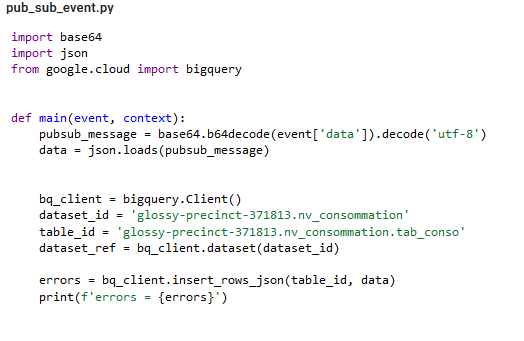 pub_sub_event.py
import base64
import json
from google.cloud import bigquery
def main(event, context):
    pubsub_message = base64.b64decode(event['data']).decode('utf-8')
    data = json.loads(pubsub_message)
    bq_client = bigquery.Client()
    dataset_id = 'glossy-precinct-371813.nv_consommation'
    table_id = 'glossy-precinct-371813.nv_consommation.tab_conso'
    dataset_ref = bq_client.dataset(dataset_id)
    errors = bq_client.insert_rows_json(table_id, data)
    print(f'errors = {errors}')